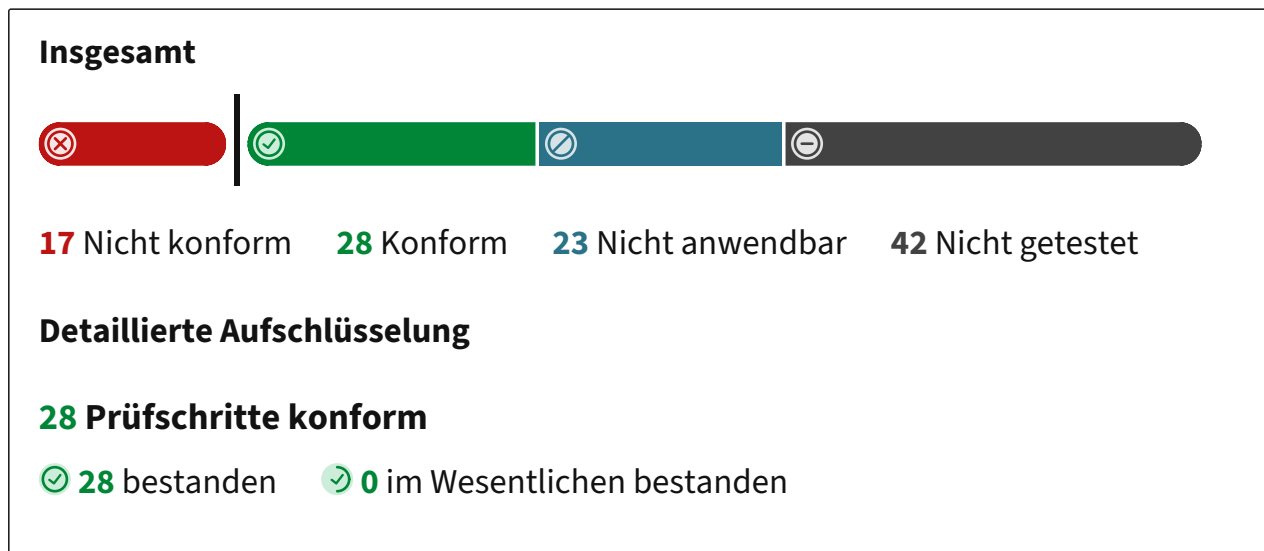 Insgesamt
17 Nicht konform 28 Konform 23 Nicht anwendbar 42 Nicht getestet
Detaillierte Aufschlüsselung
28 Prüfschritte konform
28 bestanden 0 im Wesentlichen bestanden